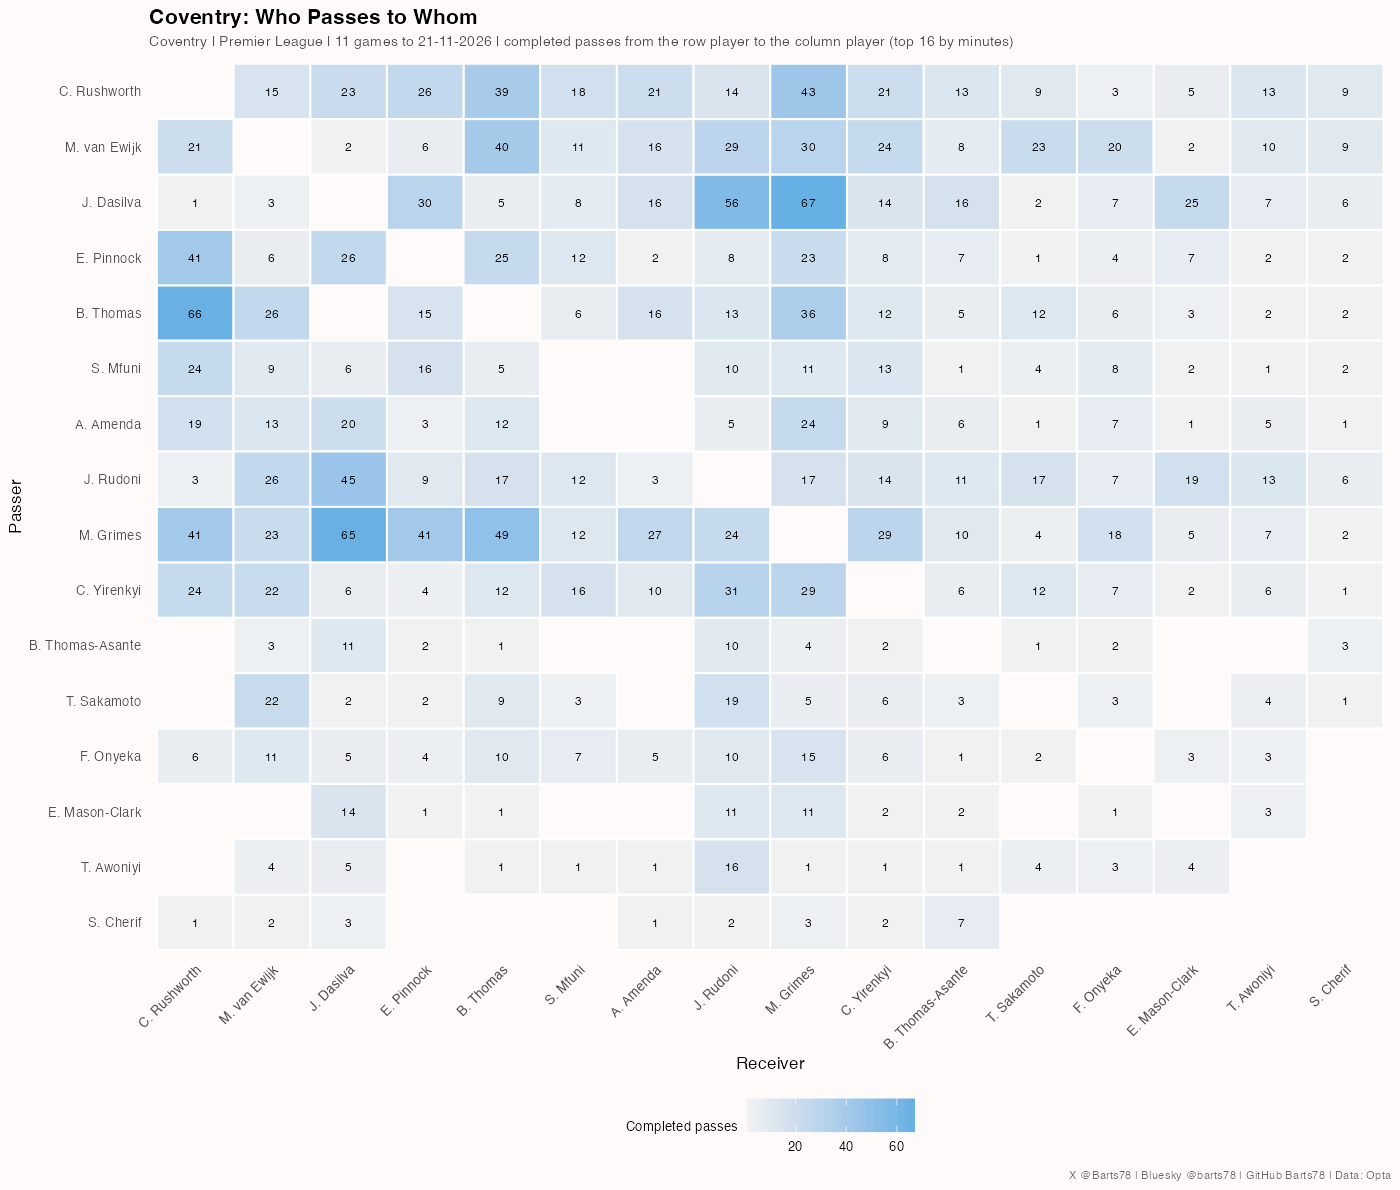 Coventry: Who Passes to Whom
Coventry | Premier League | 11 games to 21-11-2026 | completed passes from the row player to the column player (top 16 by minutes)
Passer
C. Rushworth 15 23 26 39 18 21 14 43 21 13 9 3 5 13 9
M. van Ewijk 21 2 6 40 11 16 29 30 24 8 23 20 2 10 9
J. Dasilva 1 3 30 5 8 16 56 67 14 16 2 7 25 7 6
E. Pinnock 41 6 26 25 12 2 8 23 8 7 1 4 7 2 2
B. Thomas 66 26 15 6 16 13 36 12 5 12 6 3 2 2
S. Mfuni 24 9 6 16 5 10 11 13 1 4 8 2 1 2
A. Amenda 19 13 20 3 12 5 24 9 6 1 7 1 5 1
J. Rudoni 3 26 45 9 17 12 3 17 14 11 17 7 19 13 6
M. Grimes 41 23 65 41 49 12 27 24 29 10 4 18 5 7 2
C. Yirenkyi 24 22 6 4 12 16 10 31 29 6 12 7 2 6 1
B. Thomas-Asante 3 11 2 1 10 4 2 1 2 3
T. Sakamoto 22 2 2 9 3 19 5 6 3 3 4 1
F. Onyeka 6 11 5 4 10 7 5 10 15 6 1 2 3 3
E. Mason-Clark 14 1 1 11 11 2 2 1 3
T. Awoniyi 4 5 1 1 1 16 1 1 1 4 3 4
S. Cherif 1 2 3 1 2 3 2 7
C. Rushworth M. van Ewijk J. Dasilva E. Pinnock B. Thomas S. Mfuni A. Amenda J. Rudoni M. Grimes C. Yirenkyi B. Thomas-Asante T. Sakamoto F. Onyeka E. Mason-Clark T. Awoniyi S. Cherif
Receiver
Completed passes
20 40 60
X @Barts78 | Bluesky @barts78 | GitHub Barts78 | Data: Opta